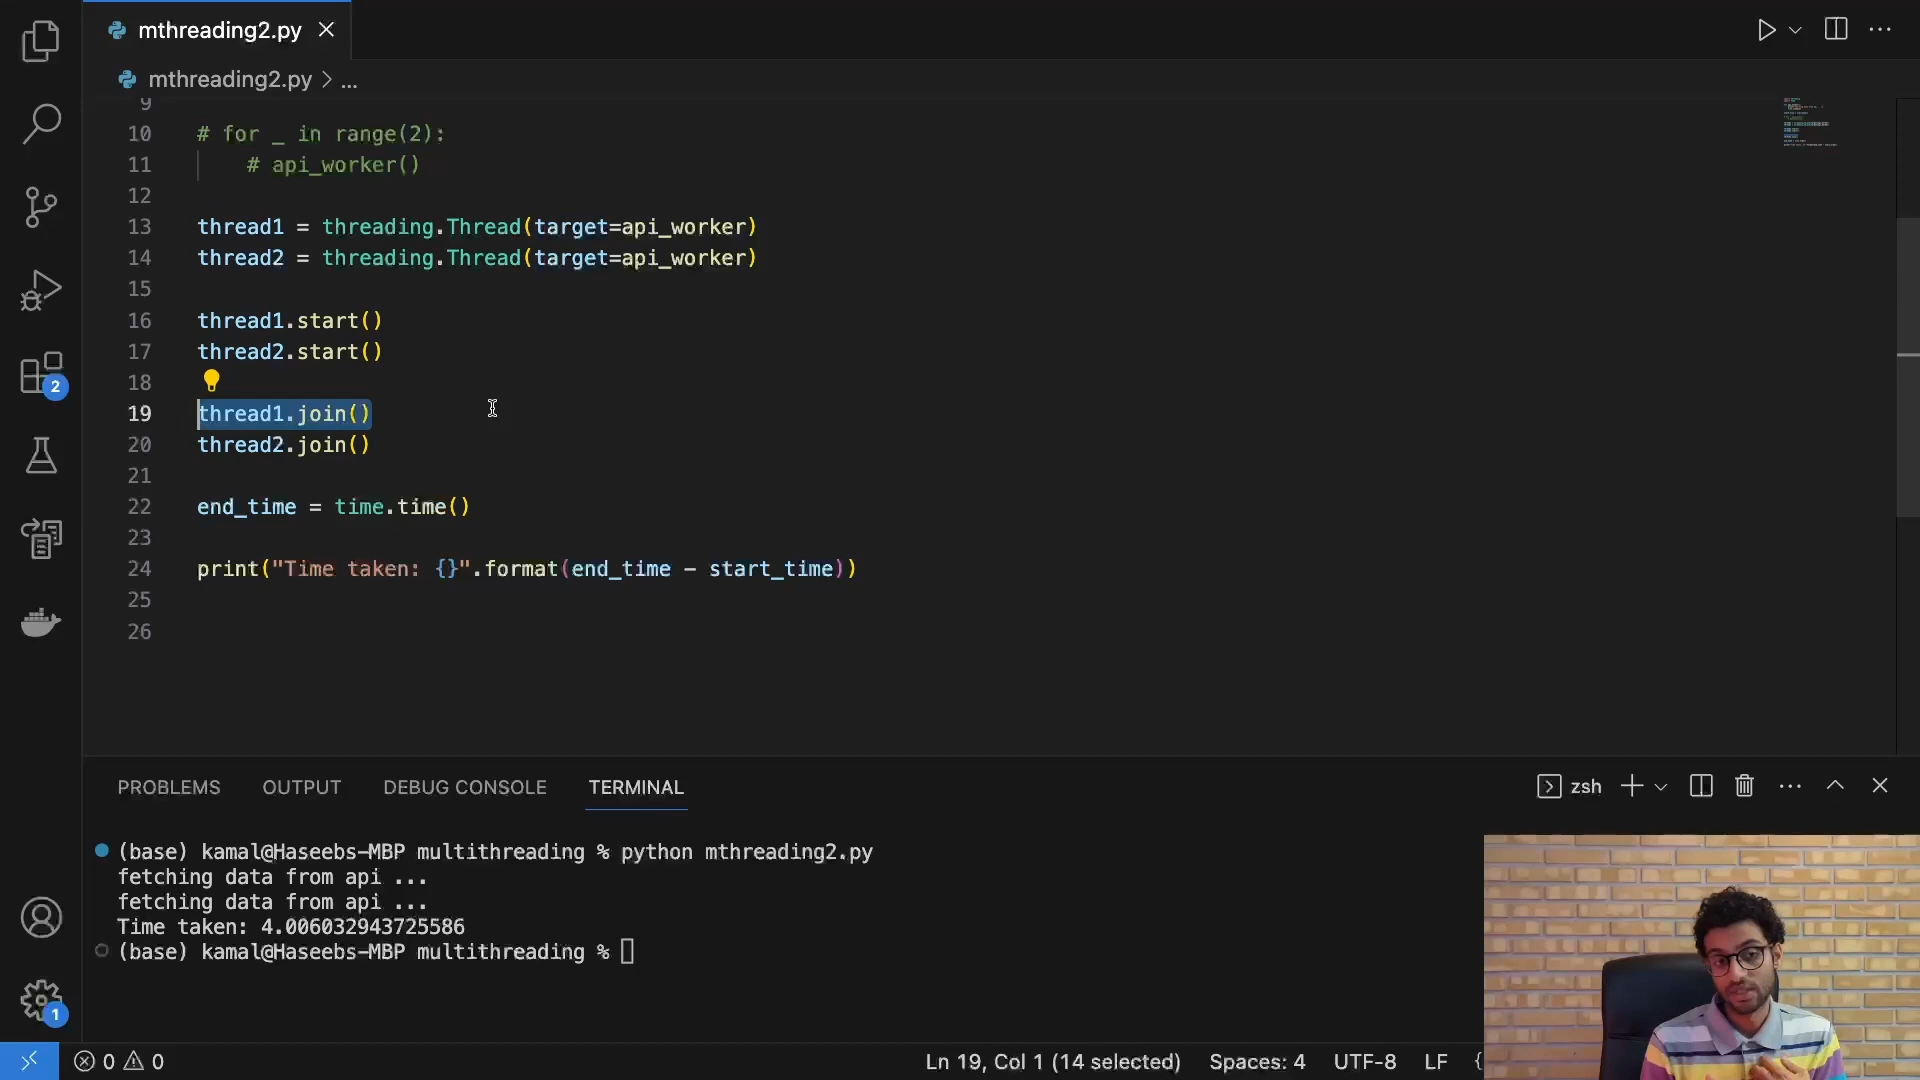 mthreading2.py
mthreading2.py > ...
9
10 # for _ in range(2):
11 # api_worker()
12
13 thread1 = threading.Thread(target=api_worker)
14 thread2 = threading.Thread(target=api_worker)
15
16 thread1.start()
17 thread2.start()
18
19 thread1.join()
20 thread2.join()
21
22 end_time = time.time()
23
24 print("Time taken: {}".format(end_time - start_time))
25
26
2
1
PROBLEMS OUTPUT DEBUG CONSOLE TERMINAL zsh
(base) kamal@Haseebs-MBP multithreading % python mthreading2.py
fetching data from api ...
fetching data from api ...
Time taken: 4.006032943725586
(base) kamal@Haseebs-MBP multithreading %
0 0 Ln 19, Col 1 (14 selected) Spaces: 4 UTF-8 LF {